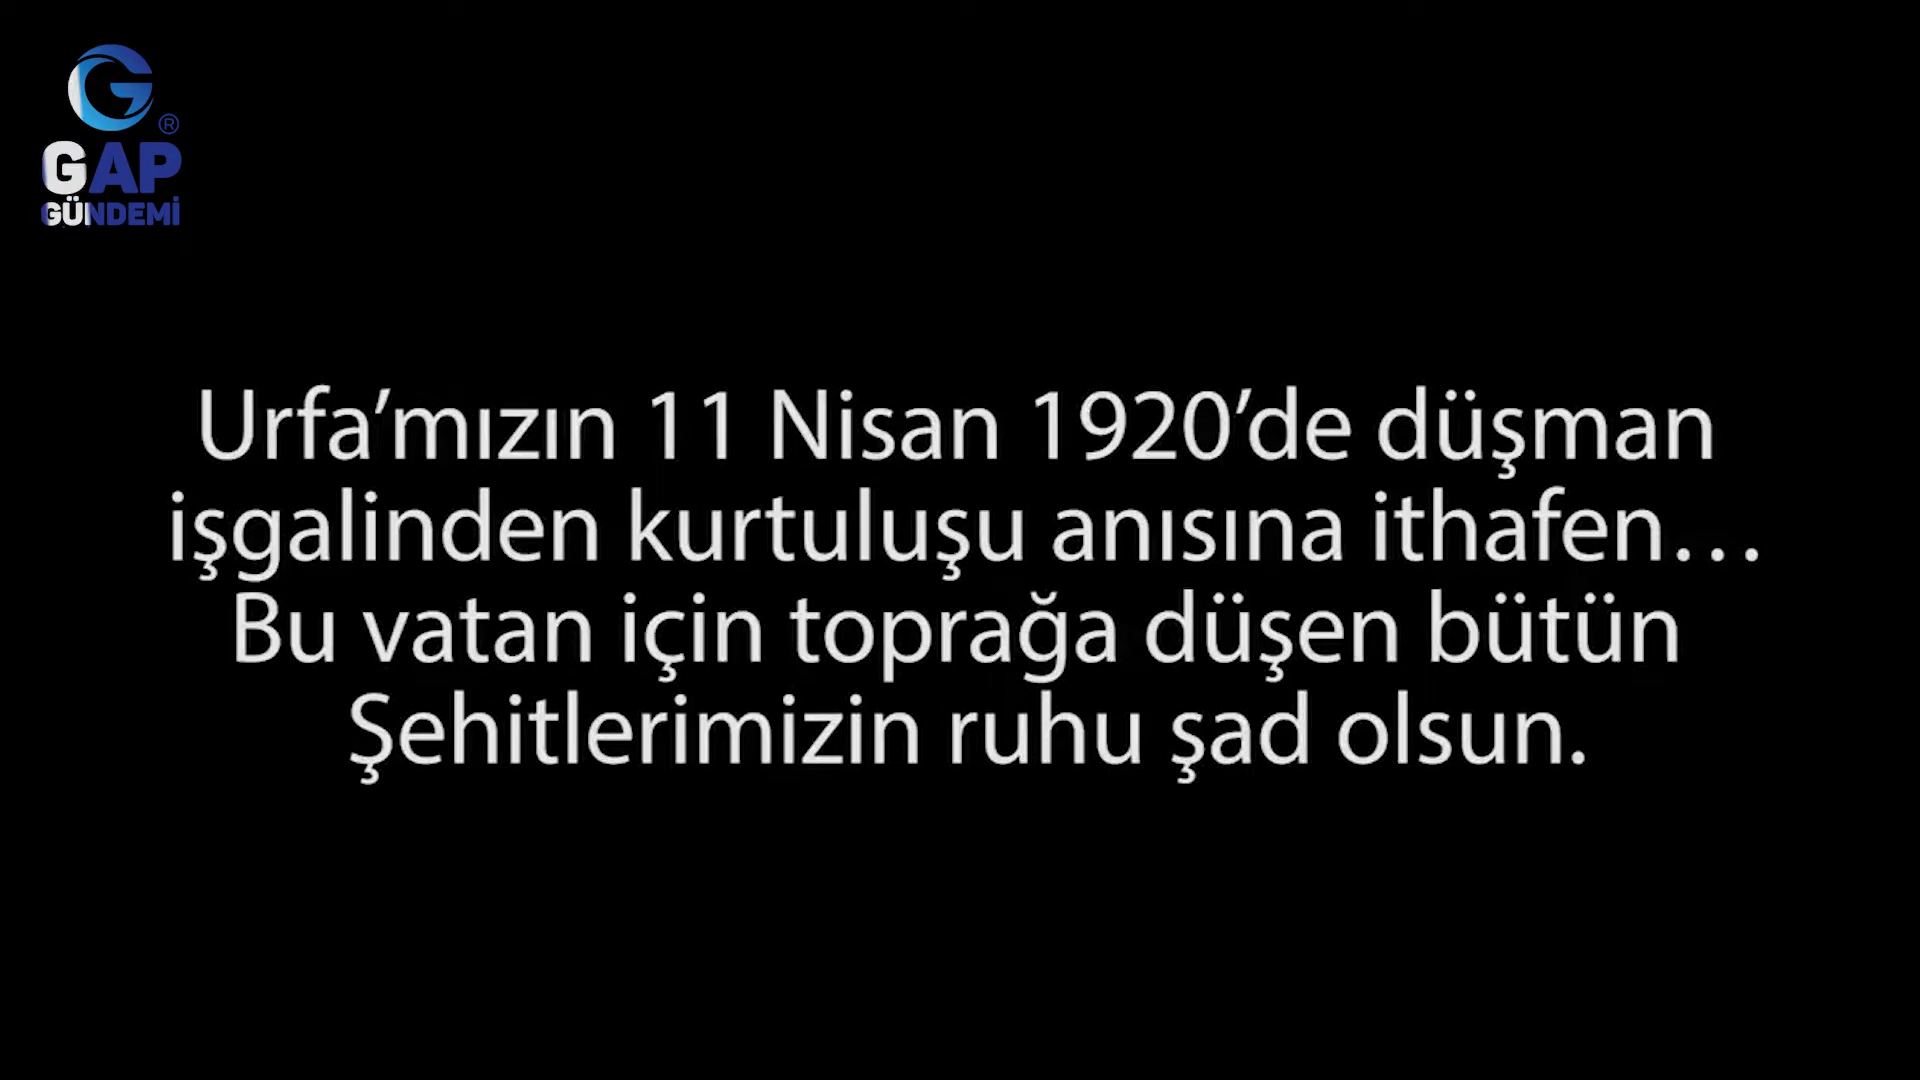 G®
GAP
GÜNDEMİ
Urfa’mızın 11 Nisan 1920’de düşman
işgalinden kurtuluşu anısına ithafen…
Bu vatan için toprağa düşen bütün
Şehitlerimizin ruhu şad olsun.